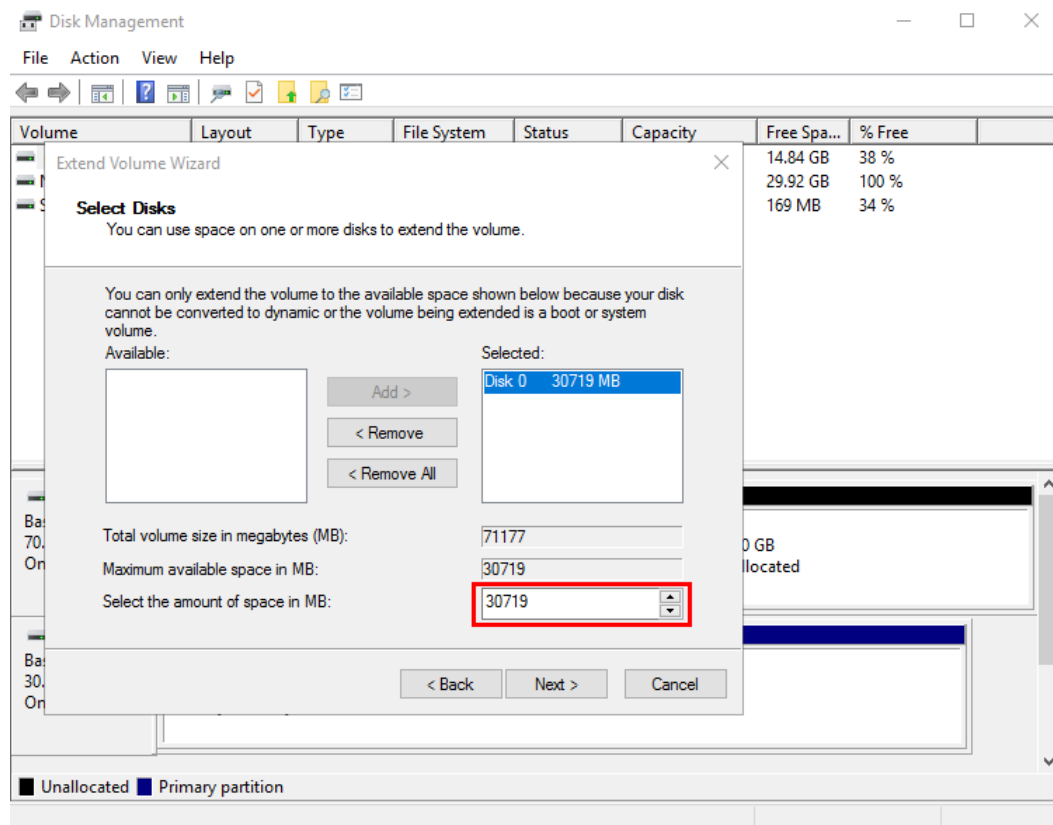 Disk Management
File Action View Help
Volume Layout Type File System Status Capacity Free Spa... % Free
14.84 GB 38 %
29.92 GB 100 %
169 MB 34 %
Extend Volume Wizard
Select Disks
You can use space on one or more disks to extend the volume.
You can only extend the volume to the available space shown below because your disk
cannot be converted to dynamic or the volume being extended is a boot or system
volume.
Available: Selected:
Add > Disk 0 30719 MB
< Remove
< Remove All
Total volume size in megabytes (MB): 71177
Maximum available space in MB: 30719
Select the amount of space in MB: 30719
< Back Next > Cancel
Ba
70.
On
0 GB
llocated
Ba
30.
On
Unallocated Primary partition